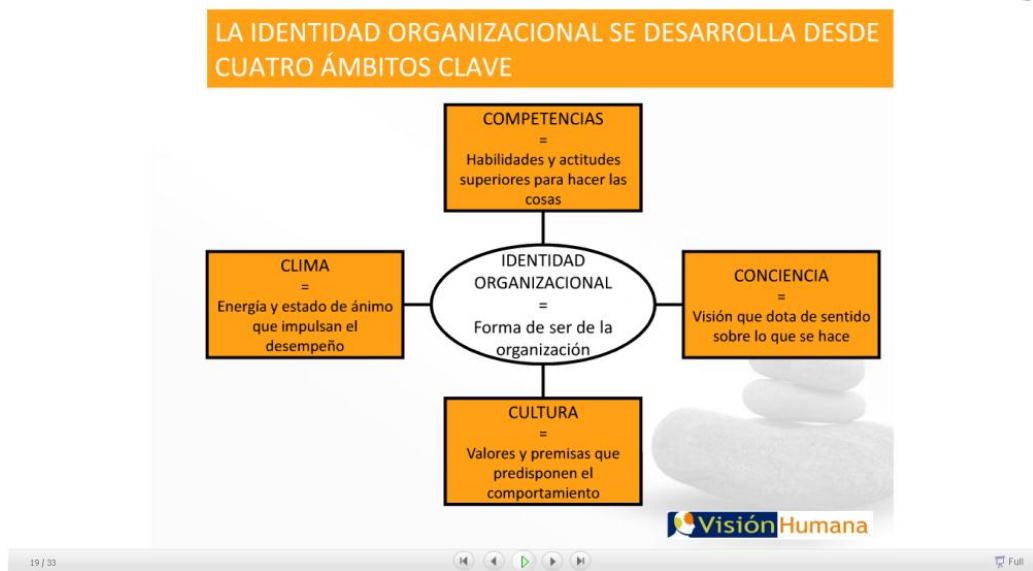 LA IDENTIDAD ORGANIZACIONAL SE DESARROLLA DESDE
CUATRO ÁMBITOS CLAVE
COMPETENCIAS
=
Habilidades y actitudes
superiores para hacer las
cosas
CLIMA
=
Energía y estado de ánimo
que impulsan el
desempeño
IDENTIDAD
ORGANIZACIONAL
=
Forma de ser de la
organización
CONCIENCIA
=
Visión que dota de sentido
sobre lo que se hace
CULTURA
=
Valores y premisas que
predisponen el
comportamiento
Visión Humana
19 / 33
Full